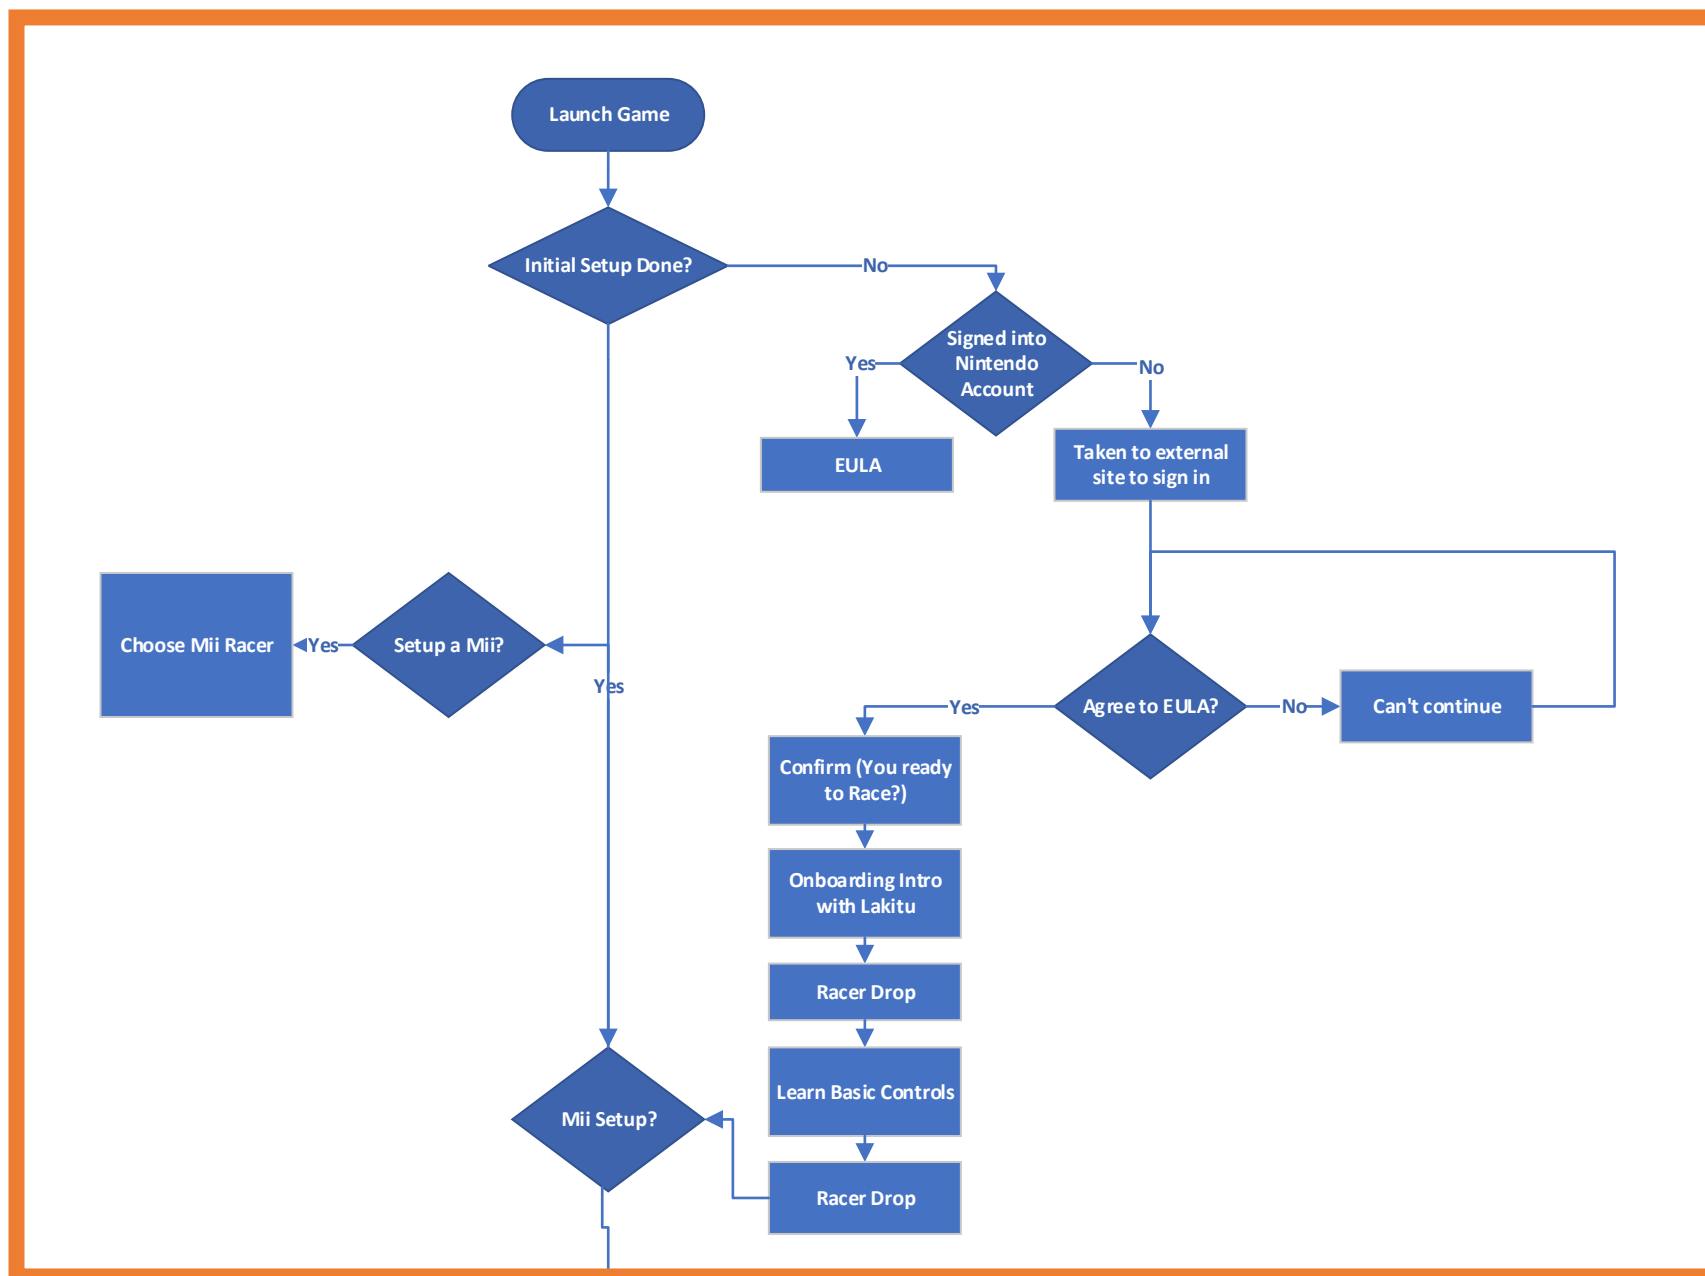 Launch Game
Initial Setup Done?
No
Signed into
Nintendo
Account
Yes
No
EULA
Taken to external
site to sign in
Choose Mii Racer
Yes
Setup a Mii?
Yes
Yes
Agree to EULA?
No
Can't continue
Confirm (You ready
to Race?)
Onboarding Intro
with Lakitu
Racer Drop
Learn Basic Controls
Mii Setup?
Racer Drop